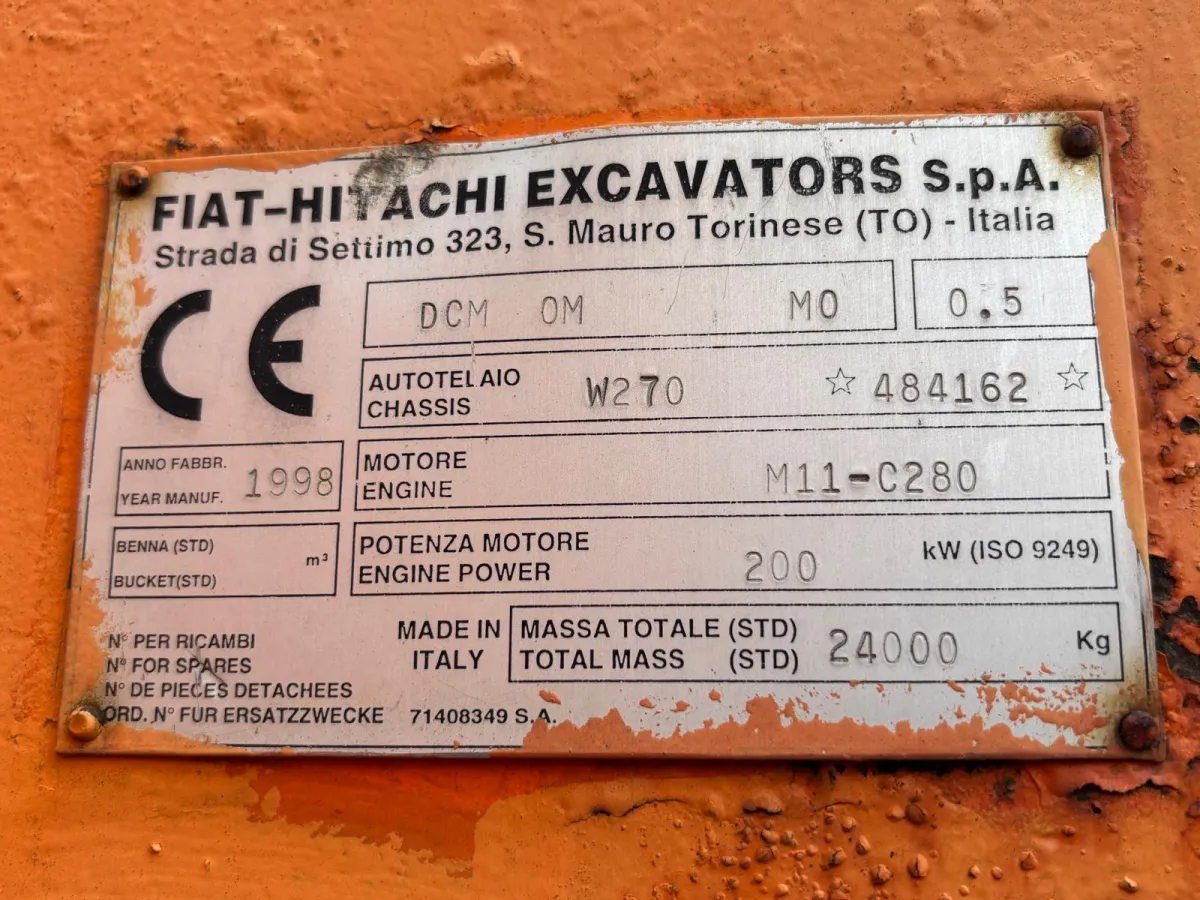 FIAT-HITACHI EXCAVATORS S.p.A.
Strada di Settimo 323, S. Mauro Torinese (TO) - Italia
CE
DCM OM MO 0.5
AUTOTELAIO
CHASSIS
W270 ☆ 484162 ☆
ANNO FABBR.
YEAR MANUF.
1998
MOTORE
ENGINE
M11-C280
BENNA (STD)
BUCKET(STD)
m³
POTENZA MOTORE
ENGINE POWER
200 kW (ISO 9249)
N° PER RICAMBI
N° FOR SPARES
N° DE PIECES DETACHEES
ORD. N° FUR ERSATZZWECKE 71408349 S.A.
MADE IN
ITALY
MASSA TOTALE (STD)
TOTAL MASS (STD)
24000 Kg